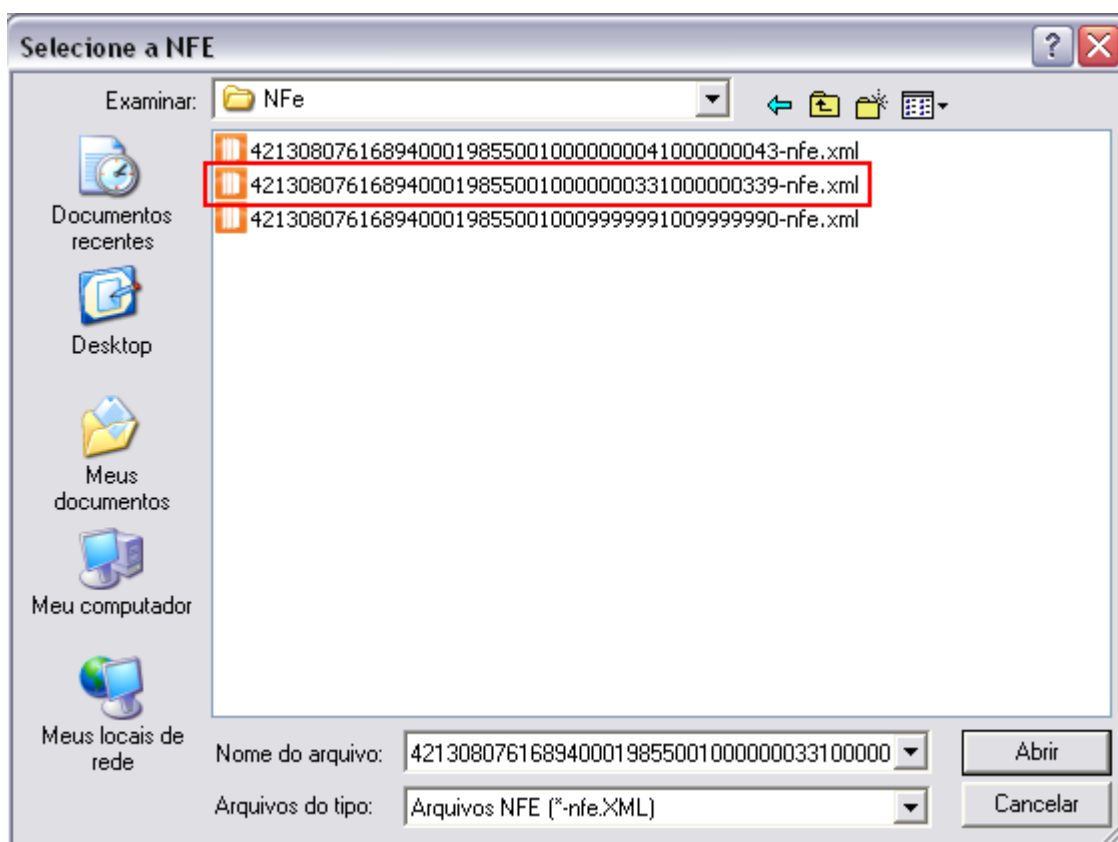 Selecione a NFE
Examinar:
NFe
42130807616894000198550010000000041000000043-nfe.xml
42130807616894000198550010000000331000000339-nfe.xml
42130807616894000198550010009999991009999990-nfe.xml
Documentos
recentes
Desktop
Meus
documentos
Meu computador
Meus locais de
rede
Nome do arquivo:
4213080761689400019855001000000033100000
Abrir
Arquivos do tipo:
Arquivos NFE (*-nfe.XML)
Cancelar